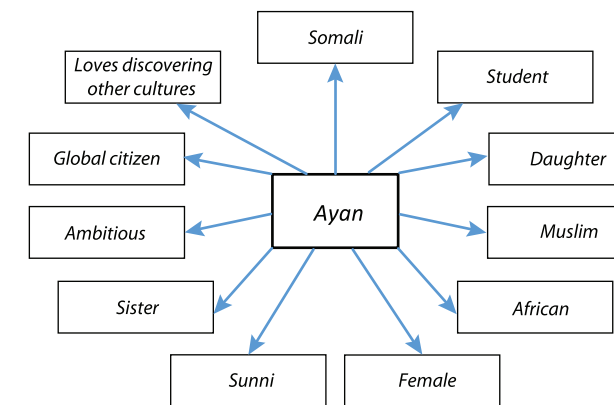 Somali
Loves discovering
other cultures
Student
Global citizen
Daughter
Ayan
Ambitious
Muslim
Sister
African
Sunni
Female